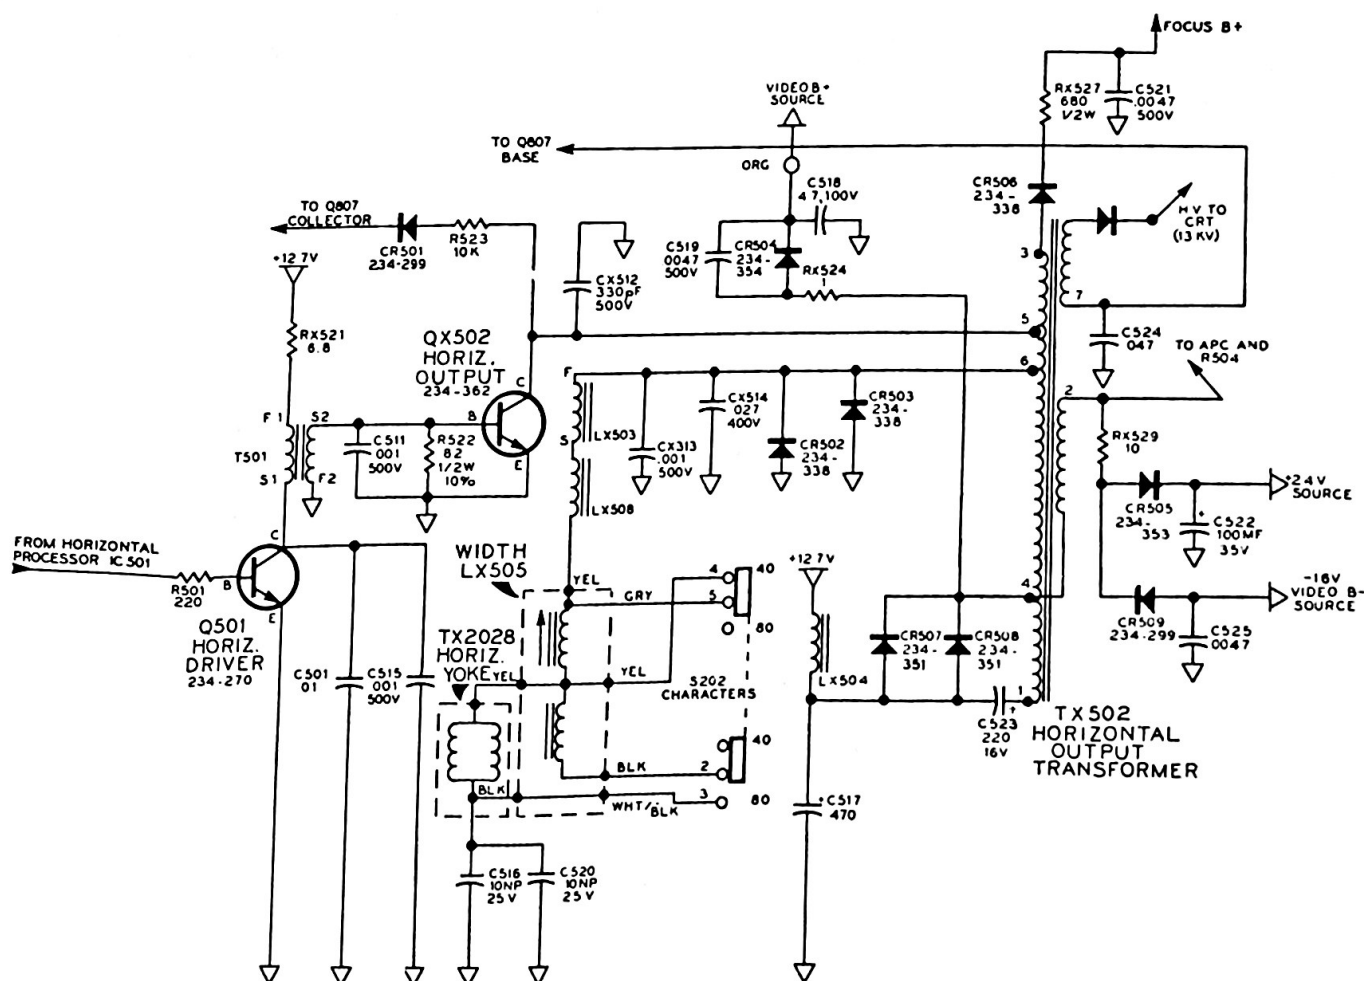 FOCUS B+
RX527
680
1/2W
C521
.0047
500V
VIDEO B+
SOURCE
TO Q807
BASE
ORG
C518
47,100V
CR506
234-
338
H.V. TO
CRT
(13 KV)
TO Q807
COLLECTOR
CR501
234-299
R523
10K
+12.7V
C519
.0047
500V
CR504
234-
354
RX524
1
CX512
330pF
500V
3
7
5
6
2
4
1
C524
.047
TO APC AND
R504
RX521
6.8
QX502
HORIZ.
OUTPUT
234-362
C
B
E
F1
S2
T501
S1
F2
C511
.001
500V
R522
82
1/2W
10%
F
LX503
S
LX508
CX313
.001
500V
CX514
.027
400V
CR502
234-
338
CR503
234-
338
RX529
10
CR505
234-
353
+24V
SOURCE
+
C522
100MF
35V
-16V
VIDEO B-
SOURCE
CR509
234-299
C525
.0047
FROM HORIZONTAL
PROCESSOR IC501
R501
220
C
B
E
Q501
HORIZ.
DRIVER
234-270
C501
.01
C515
.001
500V
WIDTH
LX505
YEL
GRY
4
40
5
80
TX2028
HORIZ.
YOKE
YEL
YEL
S202
CHARACTERS
40
BLK
2
BLK
WHT/
BLK
3
80
C516
10NP
25V
C520
10NP
25V
+12.7V
LX504
CR507
234-
351
CR508
234-
351
C523
+
220
16V
+
C517
470
TX502
HORIZONTAL
OUTPUT
TRANSFORMER